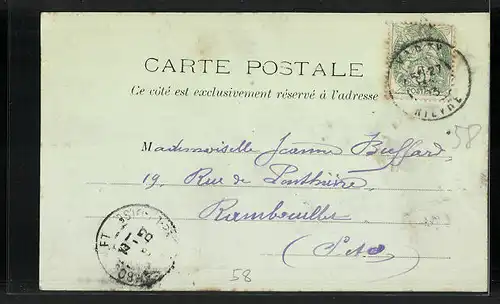 CARTE POSTALE
Ce côté est exclusivement réservé à l'adresse
NIÈVRE
58
Mademoiselle Jeanne Buffard
19, Rue de Penthièvre
Rambouillet
(S et O)
58